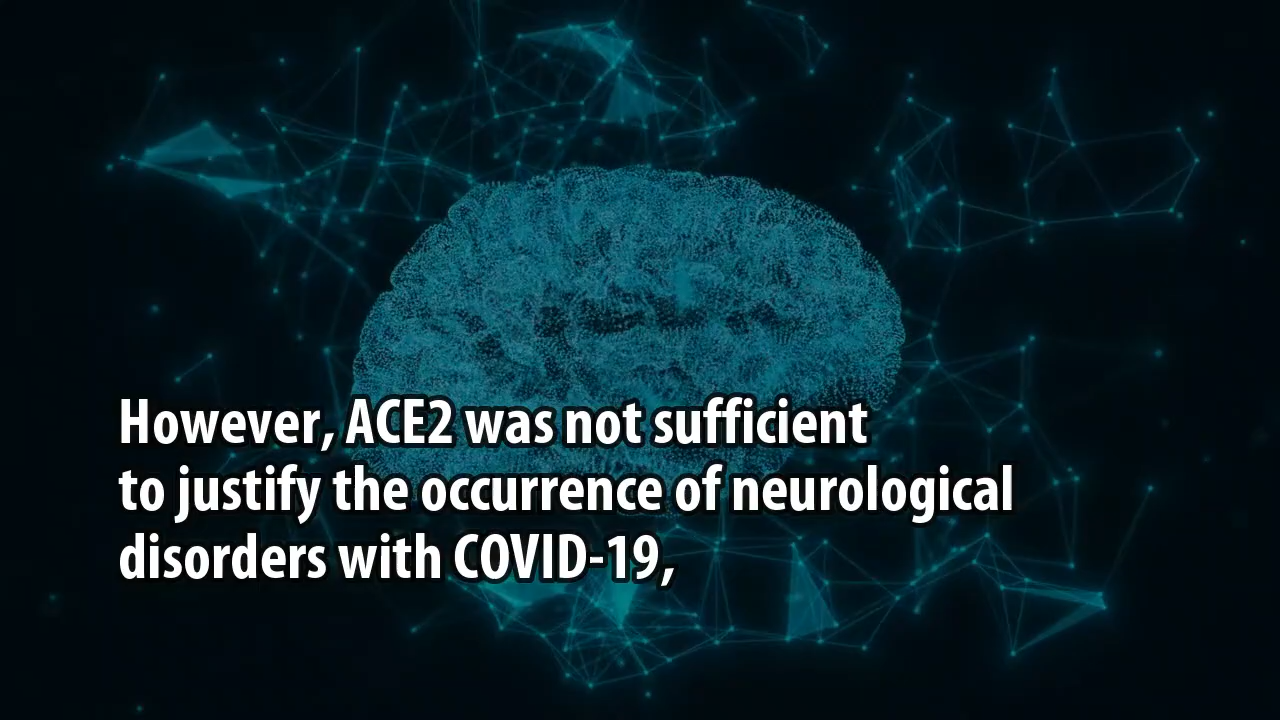 However, ACE2 was not sufficient
to justify the occurrence of neurological
disorders with COVID-19,